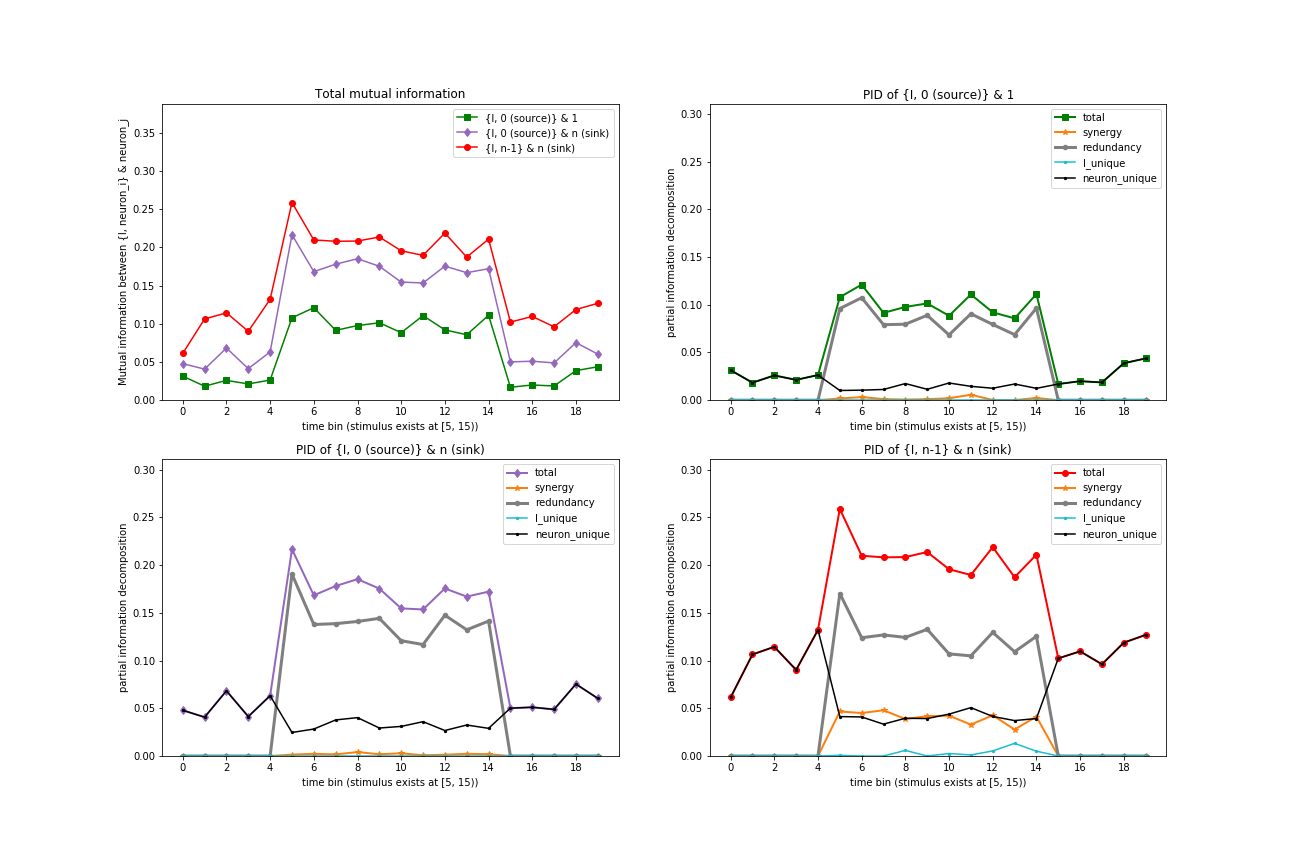 Total mutual information
Mutual information between {I, neuron_i} & neuron_j
0.35
0.30
0.25
0.20
0.15
0.10
0.05
0.00
{I, 0 (source)} & 1
{I, 0 (source)} & n (sink)
{I, n-1} & n (sink)
0 2 4 6 8 10 12 14 16 18
time bin (stimulus exists at [5, 15))
PID of {I, 0 (source)} & 1
partial information decomposition
0.30
0.25
0.20
0.15
0.10
0.05
0.00
total
synergy
redundancy
I_unique
neuron_unique
0 2 4 6 8 10 12 14 16 18
time bin (stimulus exists at [5, 15))
PID of {I, 0 (source)} & n (sink)
partial information decomposition
0.30
0.25
0.20
0.15
0.10
0.05
0.00
total
synergy
redundancy
I_unique
neuron_unique
0 2 4 6 8 10 12 14 16 18
time bin (stimulus exists at [5, 15))
PID of {I, n-1} & n (sink)
partial information decomposition
0.30
0.25
0.20
0.15
0.10
0.05
0.00
total
synergy
redundancy
I_unique
neuron_unique
0 2 4 6 8 10 12 14 16 18
time bin (stimulus exists at [5, 15))